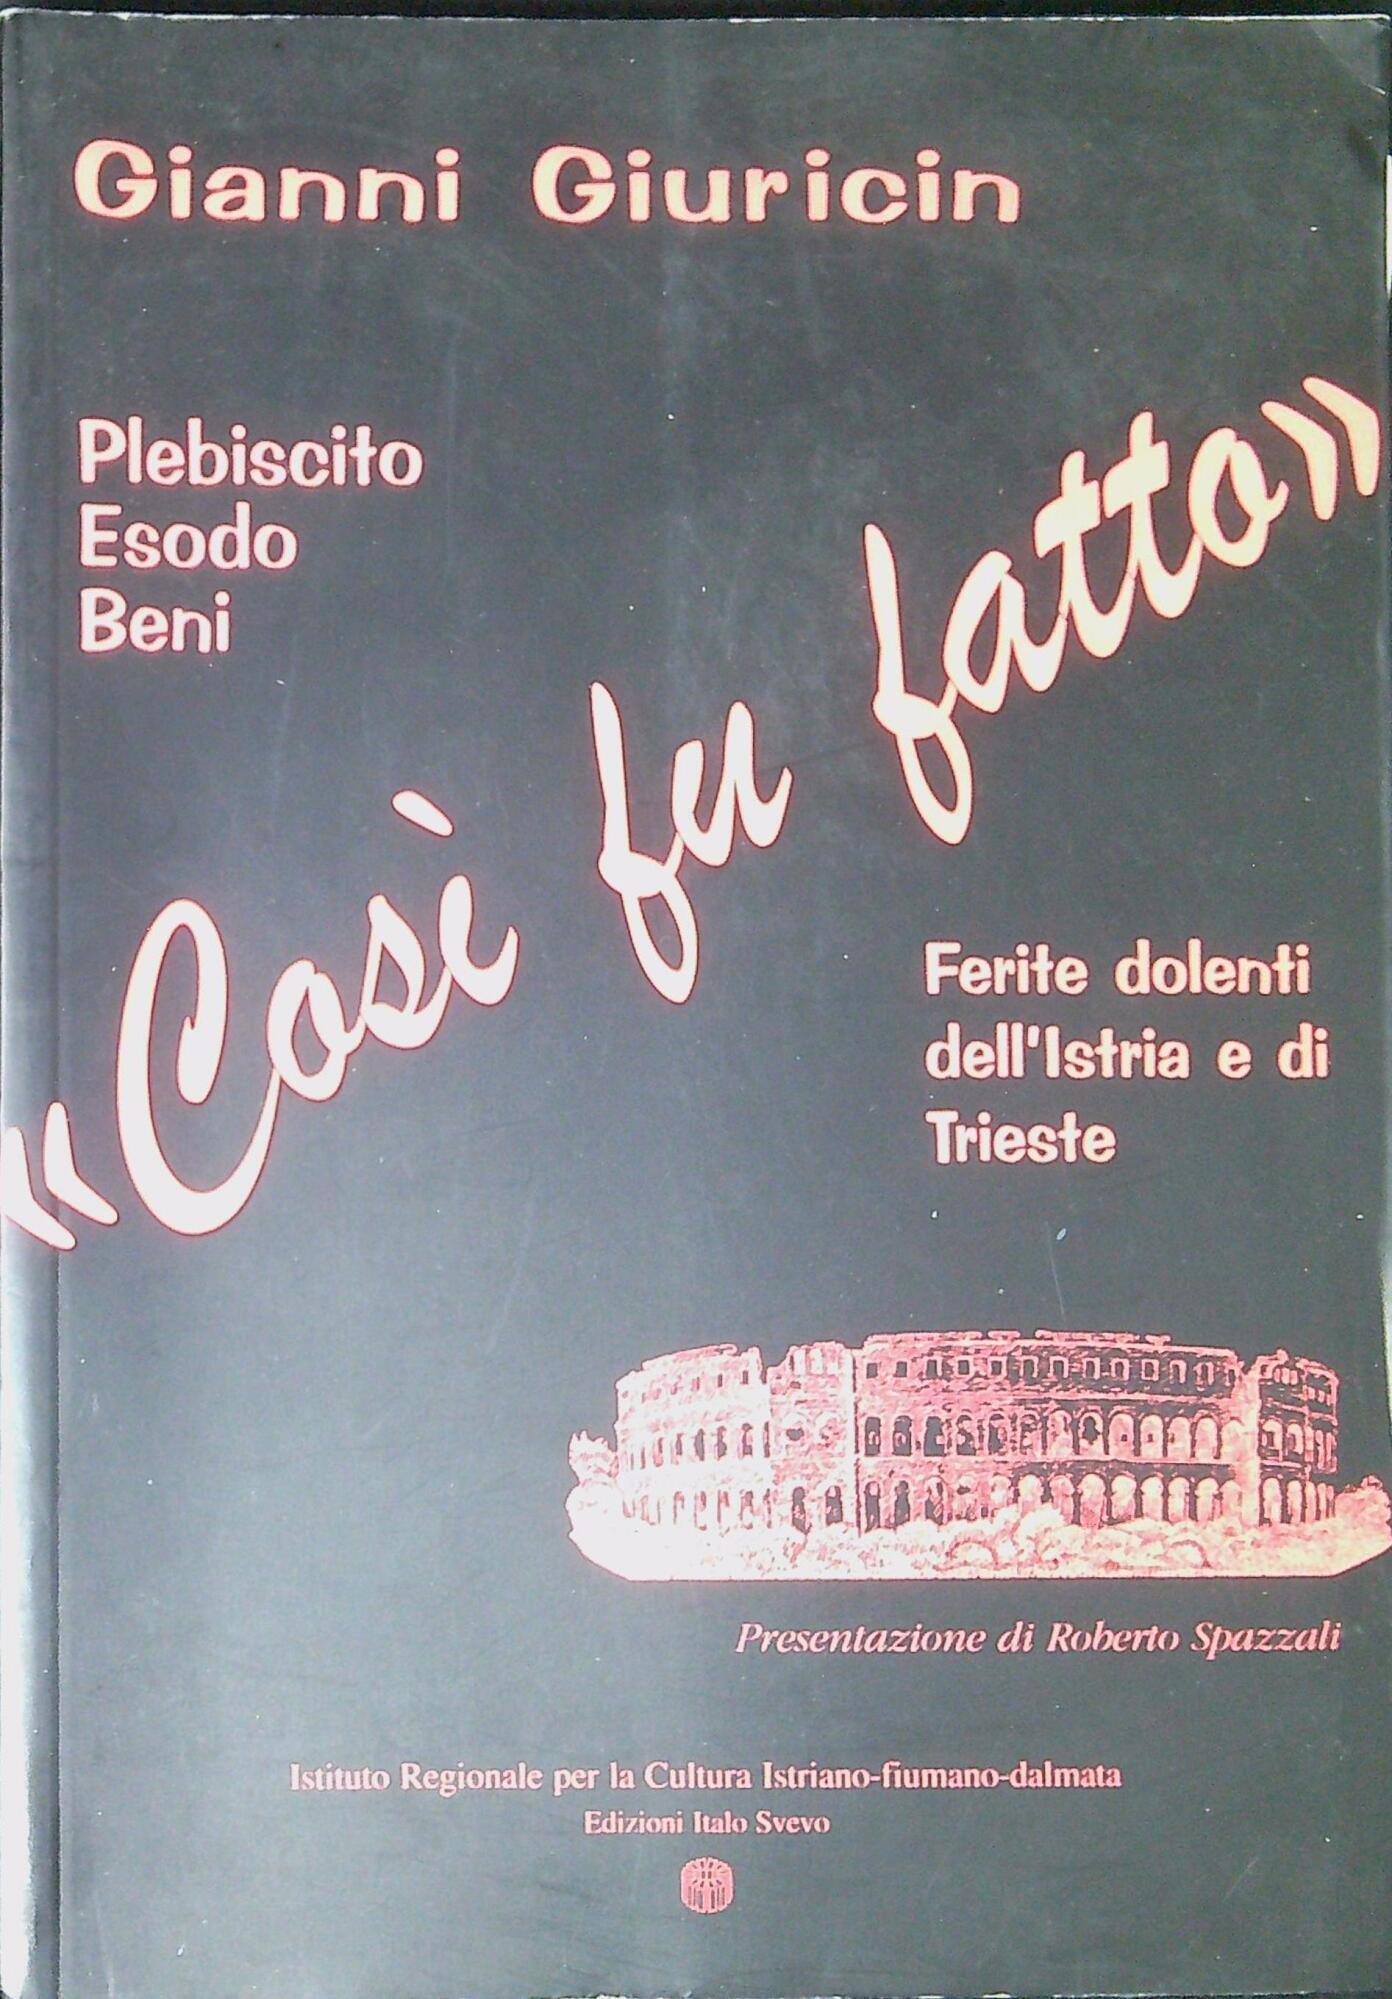 Gianni Giuricin
Plebiscito
Esodo
Beni
«Così fu fatto»
Ferite dolenti
dell'Istria e di
Trieste
Presentazione di Roberto Spazzali
Istituto Regionale per la Cultura Istriano-fiumano-dalmata
Edizioni Italo Svevo